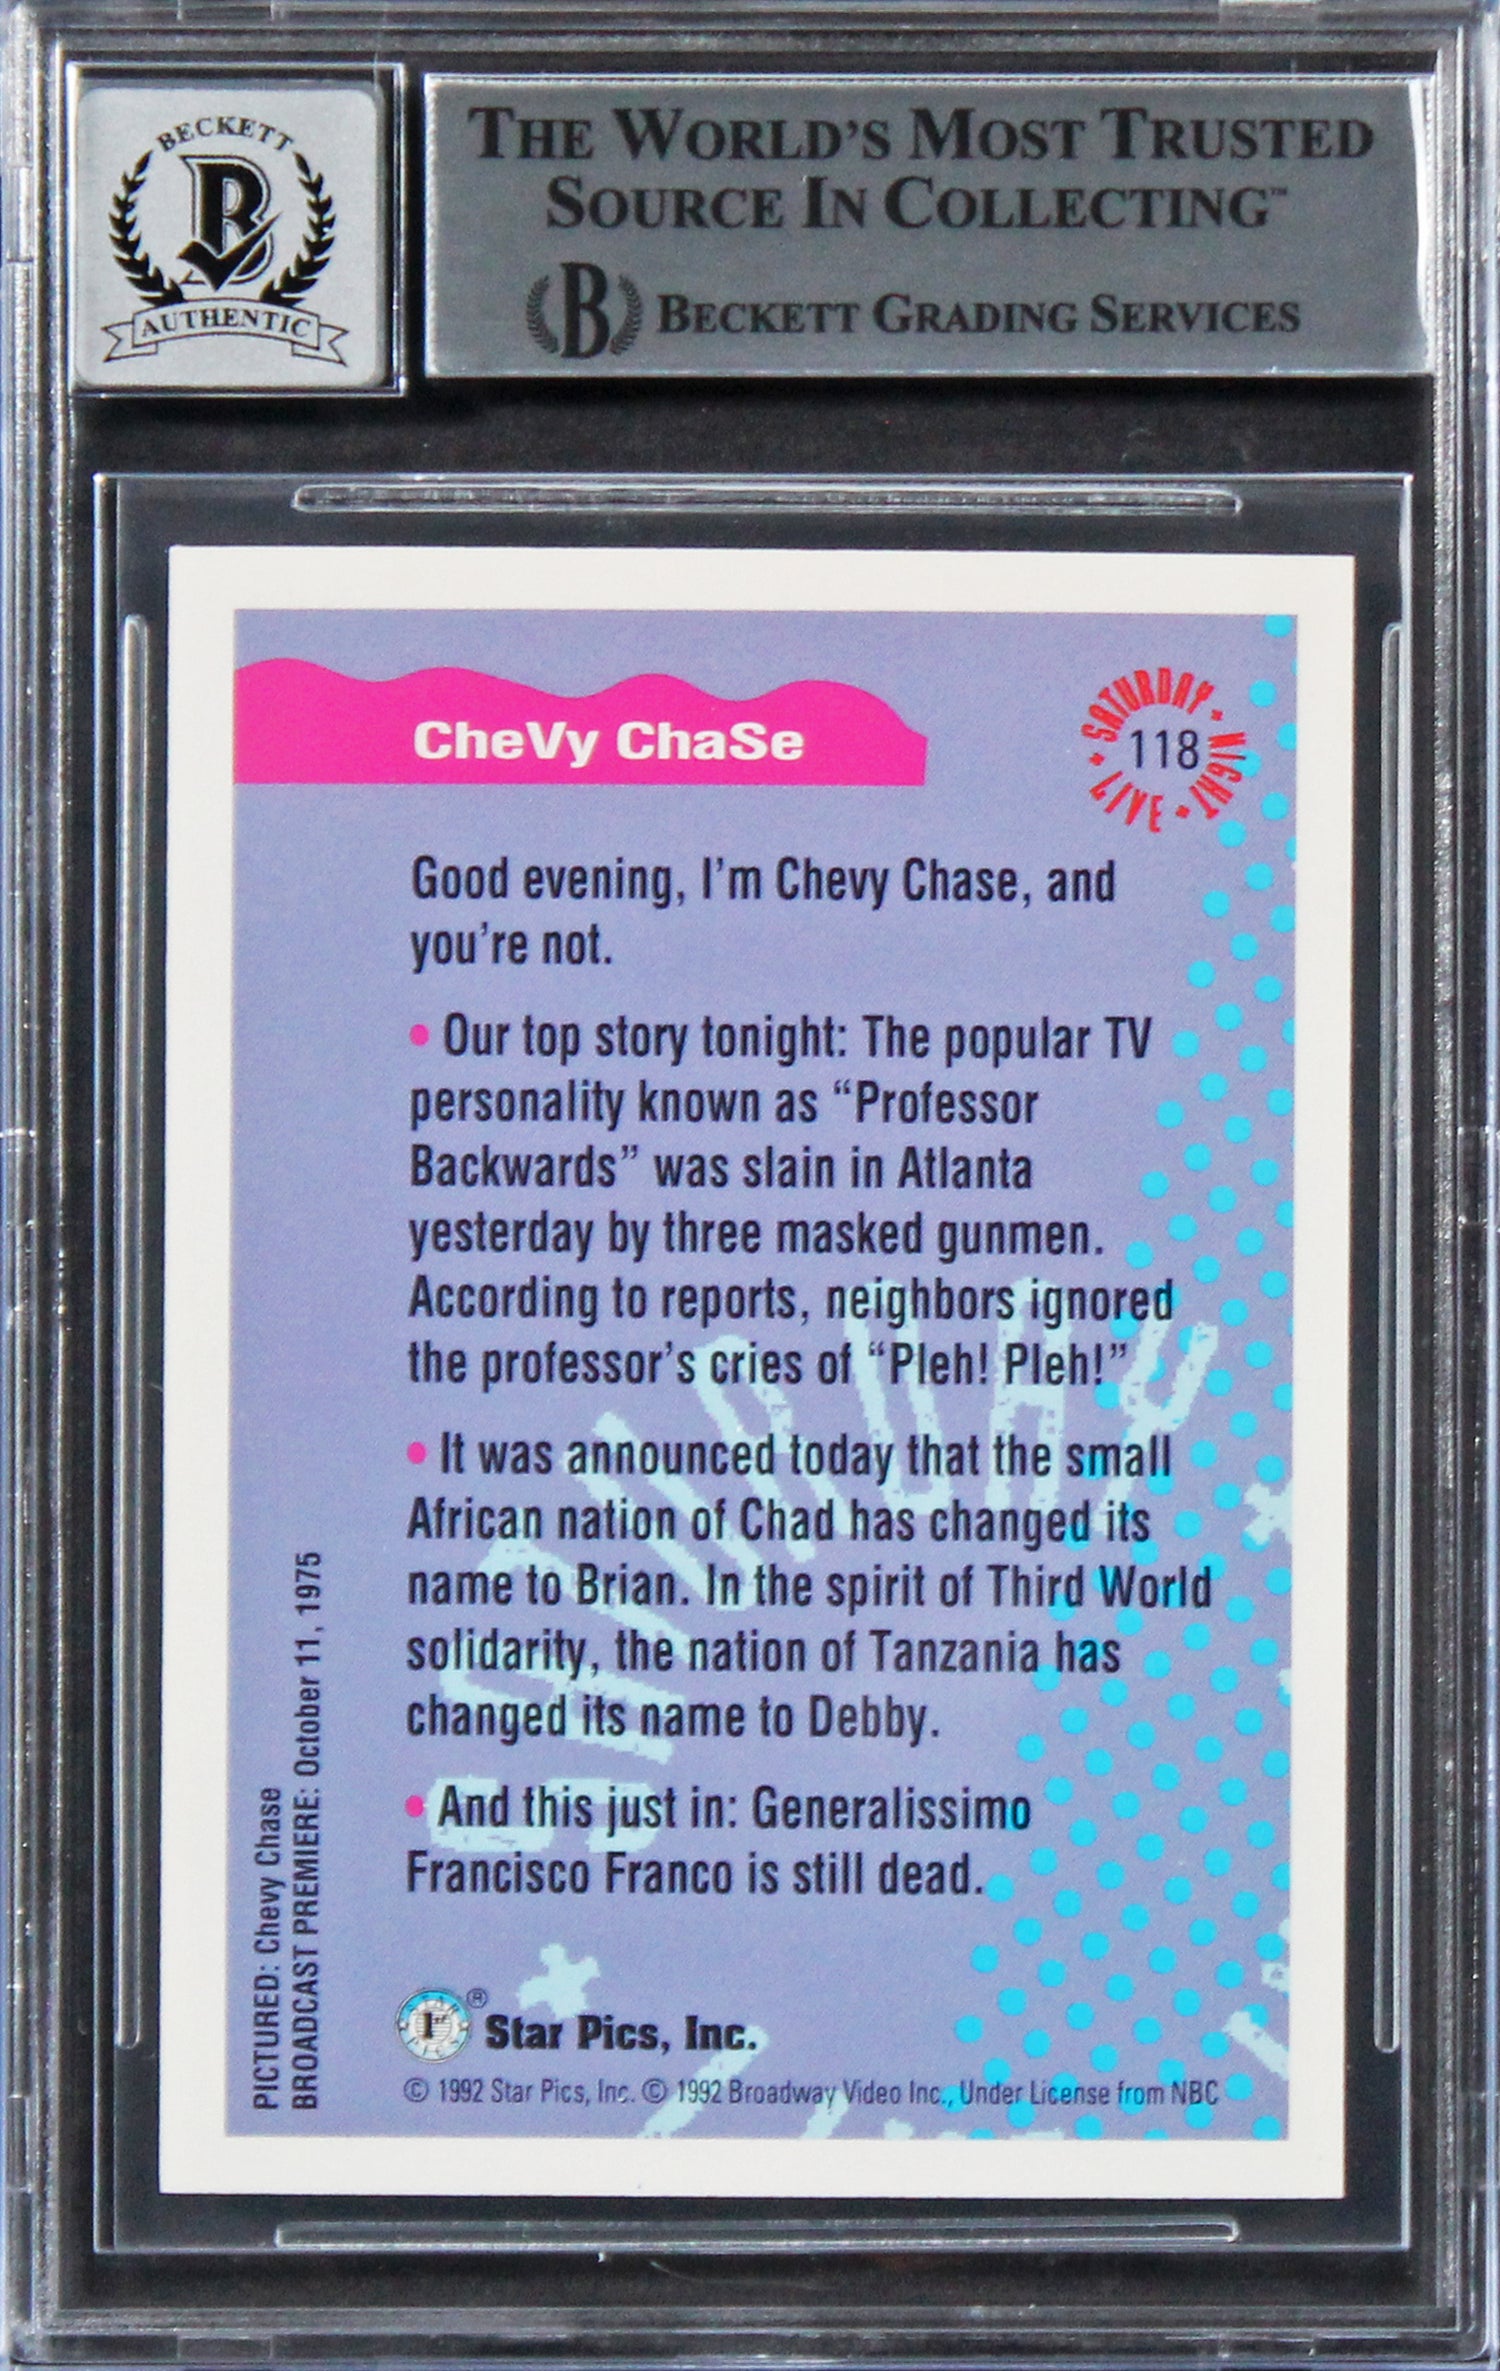 BECKETT
AUTHENTIC
THE WORLD'S MOST TRUSTED
SOURCE IN COLLECTING™
B BECKETT GRADING SERVICES
CheVy ChaSe
SATURDAY • NIGHT • LIVE •
118
Good evening, I'm Chevy Chase, and
you're not.
• Our top story tonight: The popular TV
personality known as “Professor
Backwards” was slain in Atlanta
yesterday by three masked gunmen.
According to reports, neighbors ignored
the professor's cries of “Pleh! Pleh!”
• It was announced today that the small
African nation of Chad has changed its
name to Brian. In the spirit of Third World
solidarity, the nation of Tanzania has
changed its name to Debby.
• And this just in: Generalissimo
Francisco Franco is still dead.
SATURDAY
PICTURED: Chevy Chase
BROADCAST PREMIERE: October 11, 1975
STAR PICS
1st
® Star Pics, Inc.
© 1992 Star Pics, Inc. © 1992 Broadway Video Inc., Under License from NBC